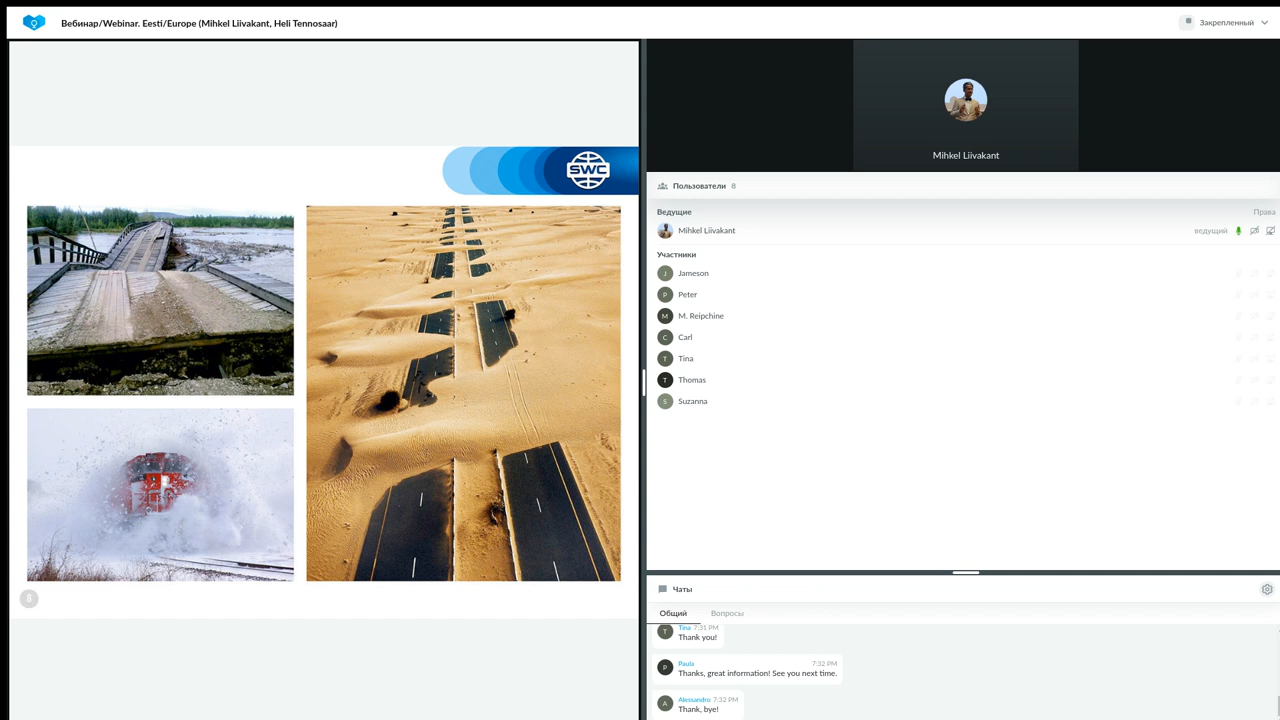 Вебинар/Webinar. Eesti/Europe (Mihkel Liivakant, Heli Tennosaar)
Закрепленный
SWC
8
Mihkel Liivakant
Пользователи 8
Ведущие
Права
Mihkel Liivakant
ведущий
Участники
J Jameson
P Peter
M M. Reipchine
C Carl
T Tina
T Thomas
S Suzanna
Чаты
Общий
Вопросы
T
Tina 7:31 PM
Thank you!
P
Paula 7:32 PM
Thanks, great information! See you next time.
A
Alessandro 7:32 PM
Thank, bye!